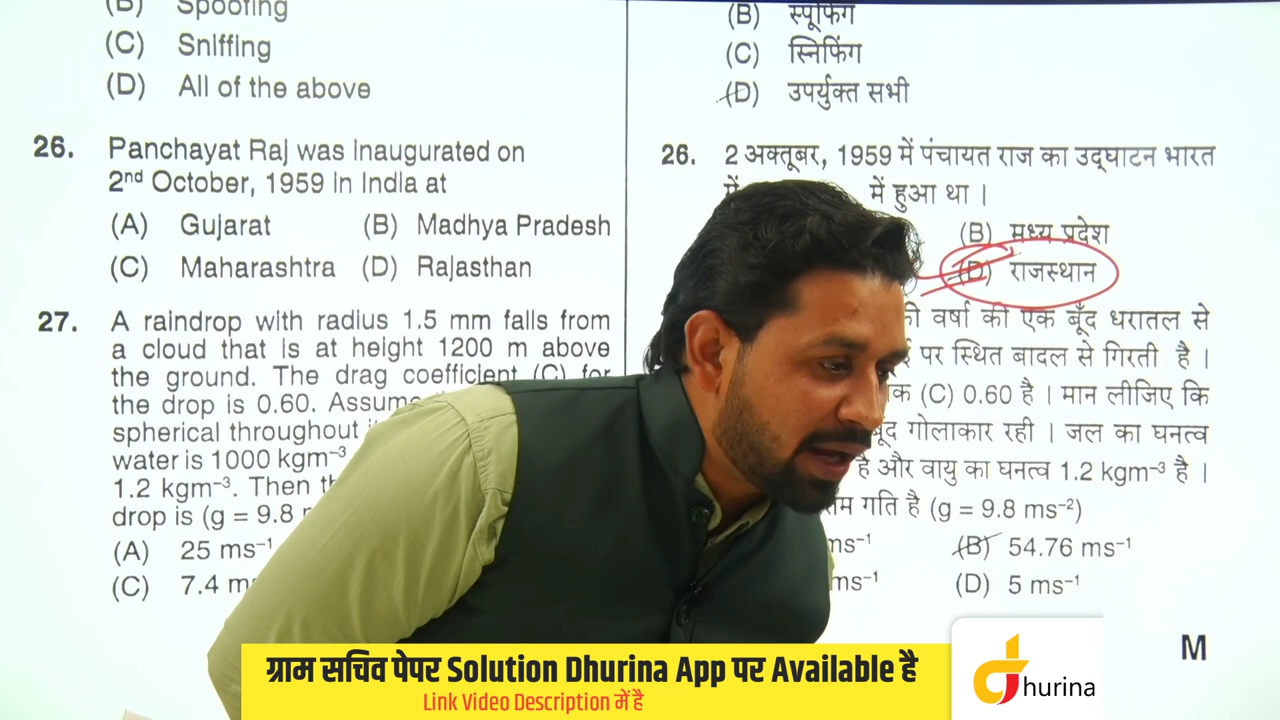 (B) Spoofing
(C) Sniffing
(D) All of the above
26. Panchayat Raj was inaugurated on
2nd October, 1959 in India at
(A) Gujarat (B) Madhya Pradesh
(C) Maharashtra (D) Rajasthan
27. A raindrop with radius 1.5 mm falls from
a cloud that is at height 1200 m above
the ground. The drag coefficient (C) for
the drop is 0.60. Assume
spherical throughout
water is 1000 kgm⁻³
1.2 kgm⁻³. Then
drop is (g = 9.8
(A) 25 ms⁻¹
(C) 7.4
(B) स्पूफिंग
(C) स्निफिंग
(D) उपर्युक्त सभी
26. 2 अक्तूबर, 1959 में पंचायत राज का उद्घाटन भारत
में में हुआ था ।
(B) मध्य प्रदेश
(D) राजस्थान
की वर्षा की एक बूँद धरातल से
पर स्थित बादल से गिरती है ।
(C) 0.60 है । मान लीजिए कि
बूँद गोलाकार रही । जल का घनत्व
है और वायु का घनत्व 1.2 kgm⁻³ है ।
गति है (g = 9.8 ms⁻²)
(B) 54.76 ms⁻¹
(D) 5 ms⁻¹
M
ग्राम सचिव पेपर Solution Dhurina App पर Available है
Link Video Description में है
dhurina